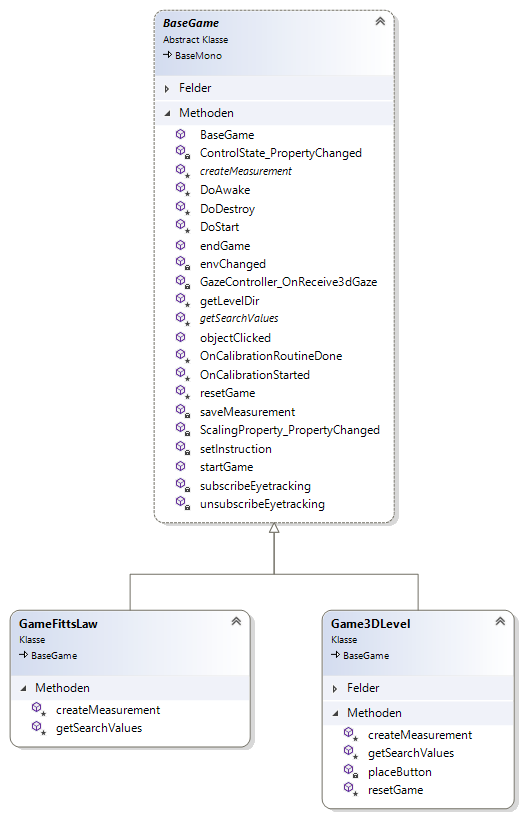 BaseGame
Abstract Klasse
BaseMono
Felder
Methoden
BaseGame
ControlState_PropertyChanged
createMeasurement
DoAwake
DoDestroy
DoStart
endGame
envChanged
GazeController_OnReceive3dGaze
getLevelDir
getSearchValues
objectClicked
OnCalibrationRoutineDone
OnCalibrationStarted
resetGame
saveMeasurement
ScalingProperty_PropertyChanged
setInstruction
startGame
subscribeEyetracking
unsubscribeEyetracking
GameFittsLaw
Klasse
BaseGame
Methoden
createMeasurement
getSearchValues
Game3DLevel
Klasse
BaseGame
Felder
Methoden
createMeasurement
getSearchValues
placeButton
resetGame